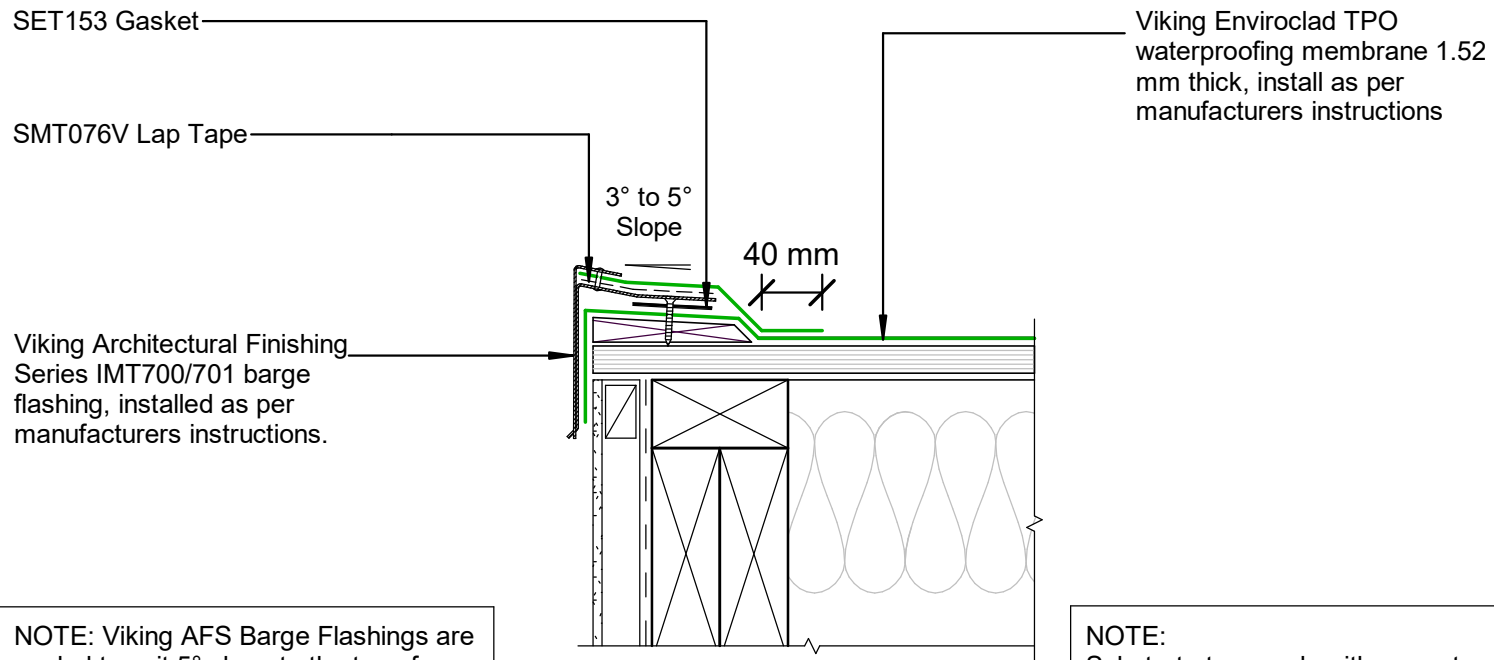 SET153 Gasket
Viking Enviroclad TPO
waterproofing membrane 1.52
mm thick, install as per
manufacturers instructions
SMT076V Lap Tape
3° to 5°
Slope
40 mm
Viking Architectural Finishing
Series IMT700/701 barge
flashing, installed as per
manufacturers instructions.
NOTE: Viking AFS Barge Flashings are
NOTE: